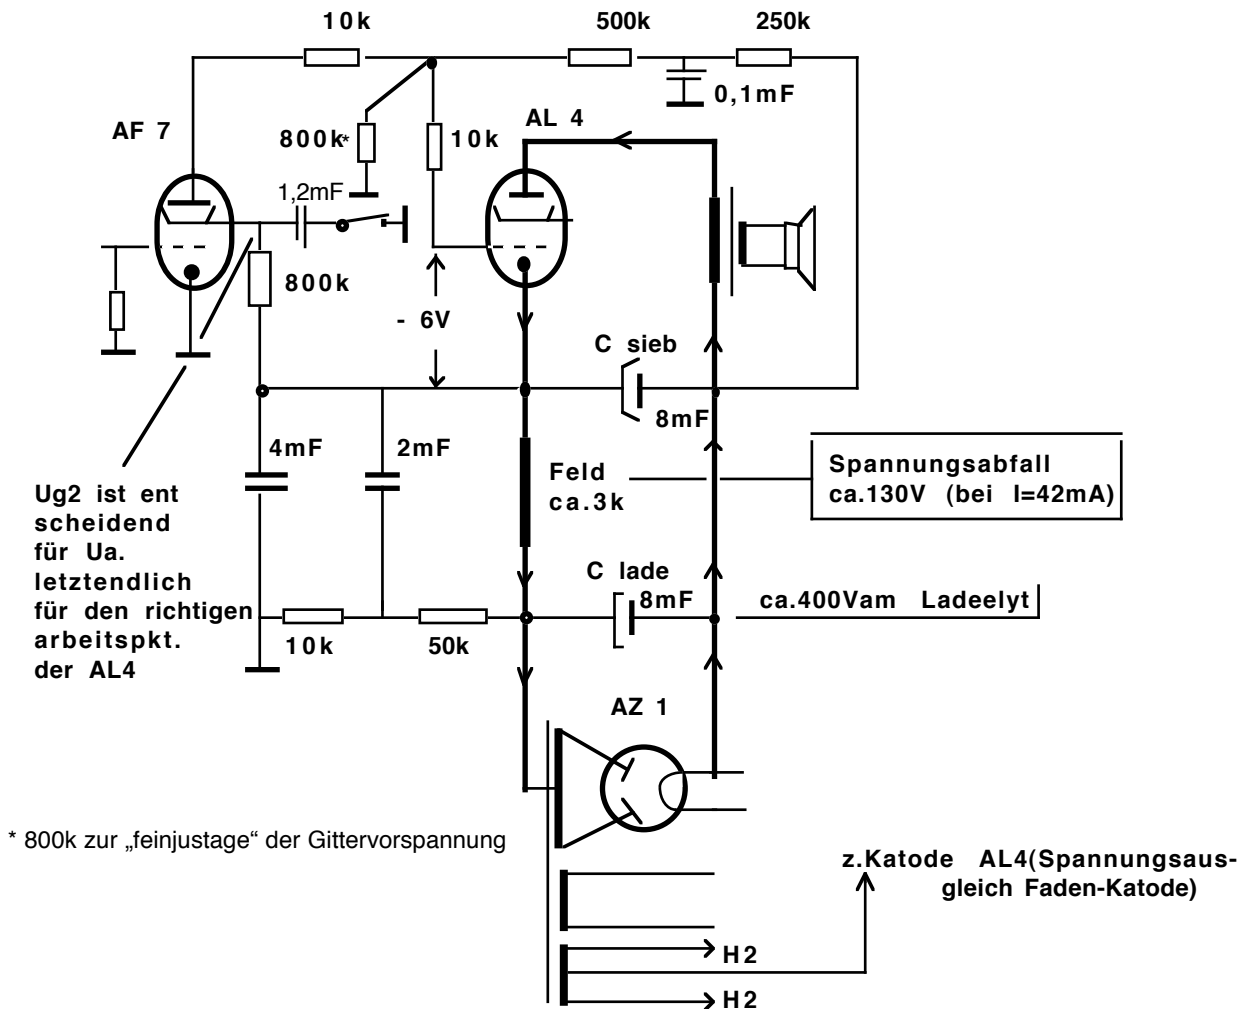 10k
500k
250k
0,1mF
AF 7
800k*
10k
AL 4
1,2mF
800k
- 6V
C sieb
8mF
4mF
2mF
Feld
ca.3k
Spannungsabfall
ca.130V (bei I=42mA)
Ug2 ist ent
scheidend
für Ua.
letztendlich
für den richtigen
arbeitspkt.
der AL4
C lade
8mF
ca.400Vam Ladeelyt
10k
50k
AZ 1
* 800k zur „feinjustage“ der Gittervorspannung
z.Katode AL4(Spannungsaus-
gleich Faden-Katode)
H2
H2